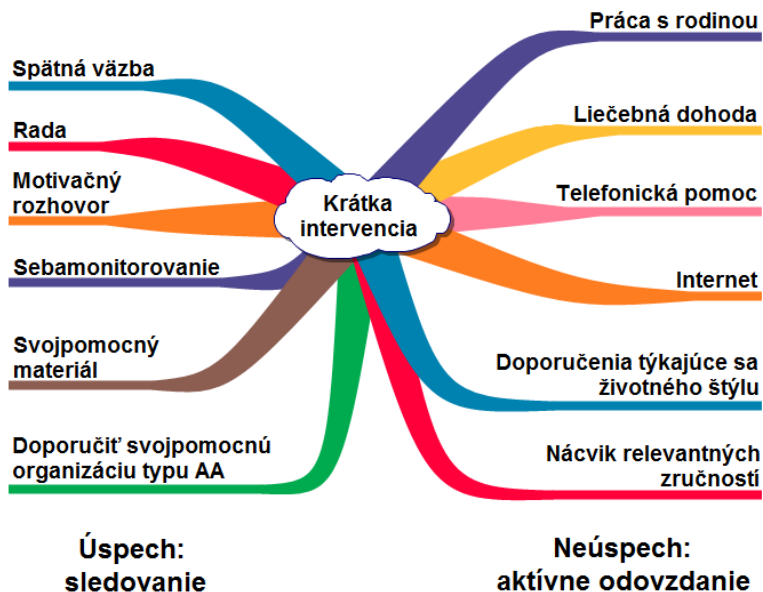 Krátka
intervencia
Spätná väzba
Rada
Motivačný
rozhovor
Sebamonitorovanie
Svojpomocný
materiál
Doporučiť svojpomocnú
organizáciu typu AA
Práca s rodinou
Liečebná dohoda
Telefonická pomoc
Internet
Doporučenia týkajúce sa
životného štýlu
Nácvik relevantných
zručností
Úspech:
sledovanie
Neúspech:
aktívne odovzdanie